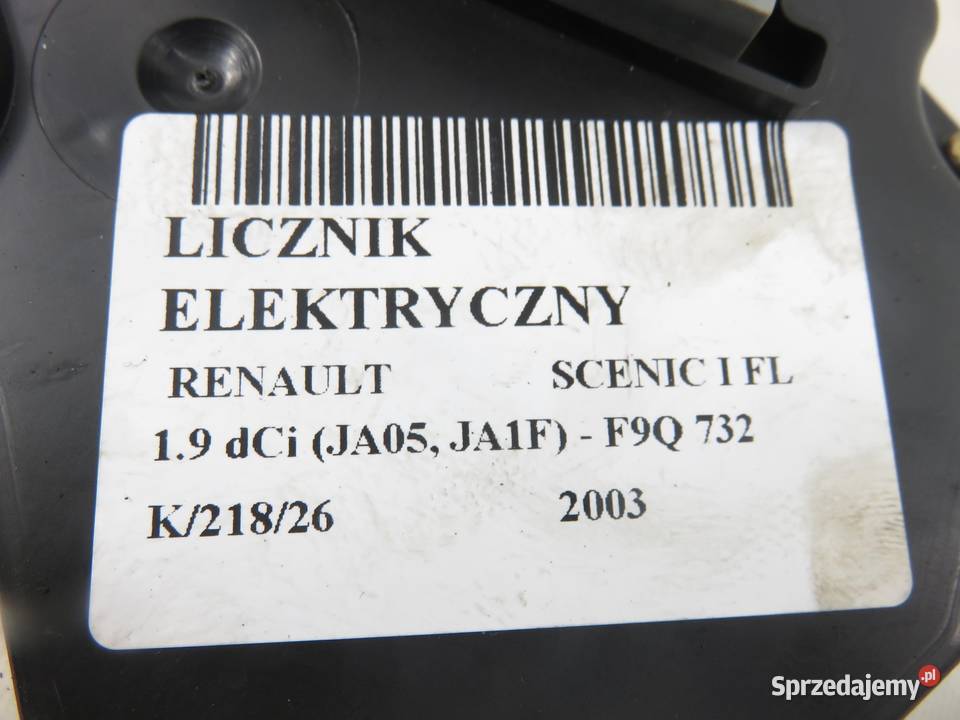 LICZNIK
ELEKTRYCZNY
RENAULT SCENIC I FL
1.9 dCi (JA05, JA1F) - F9Q 732
K/218/26 2003
Sprzedajemy.pl